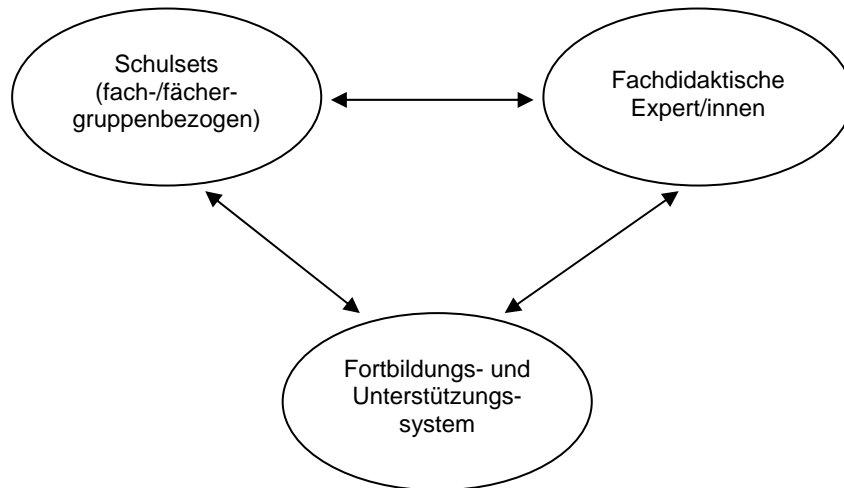 Schulsets
(fach-/fächer-
gruppenbezogen)
Fachdidaktische
Expert/innen
Fortbildungs- und
Unterstützungs-
system